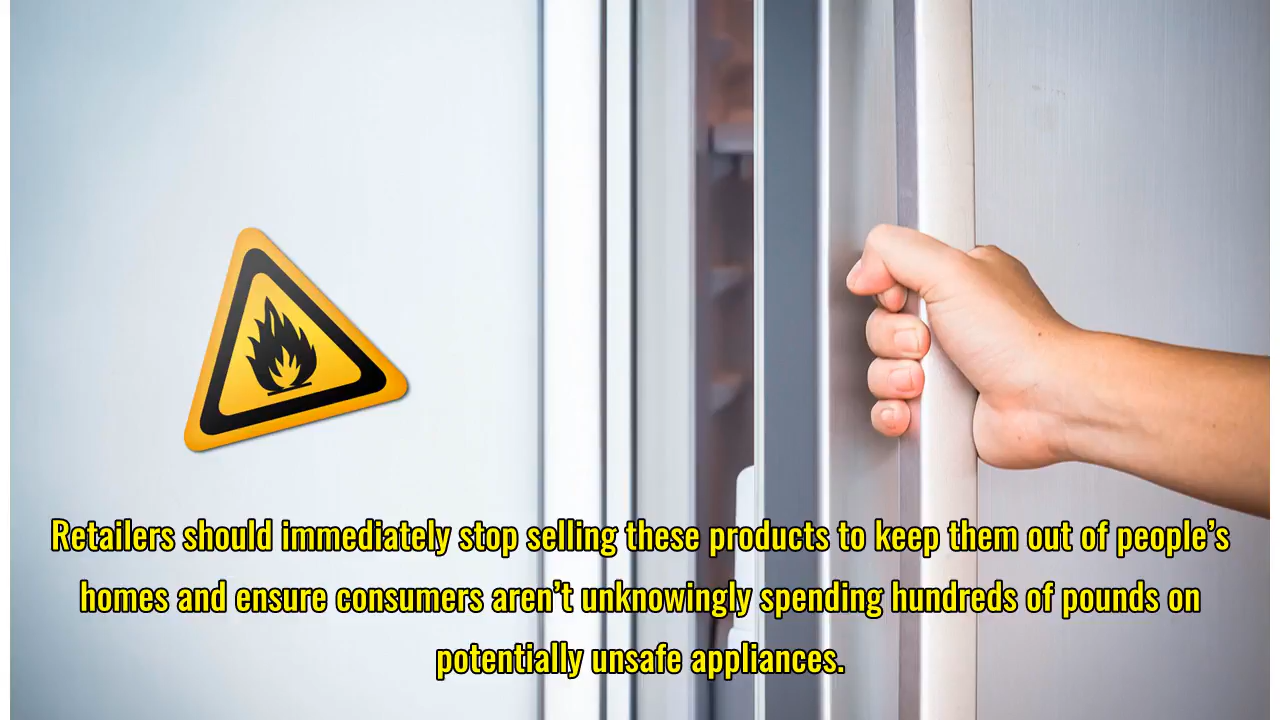 Retailers should immediately stop selling these products to keep them out of people’s
homes and ensure consumers aren’t unknowingly spending hundreds of pounds on
potentially unsafe appliances.